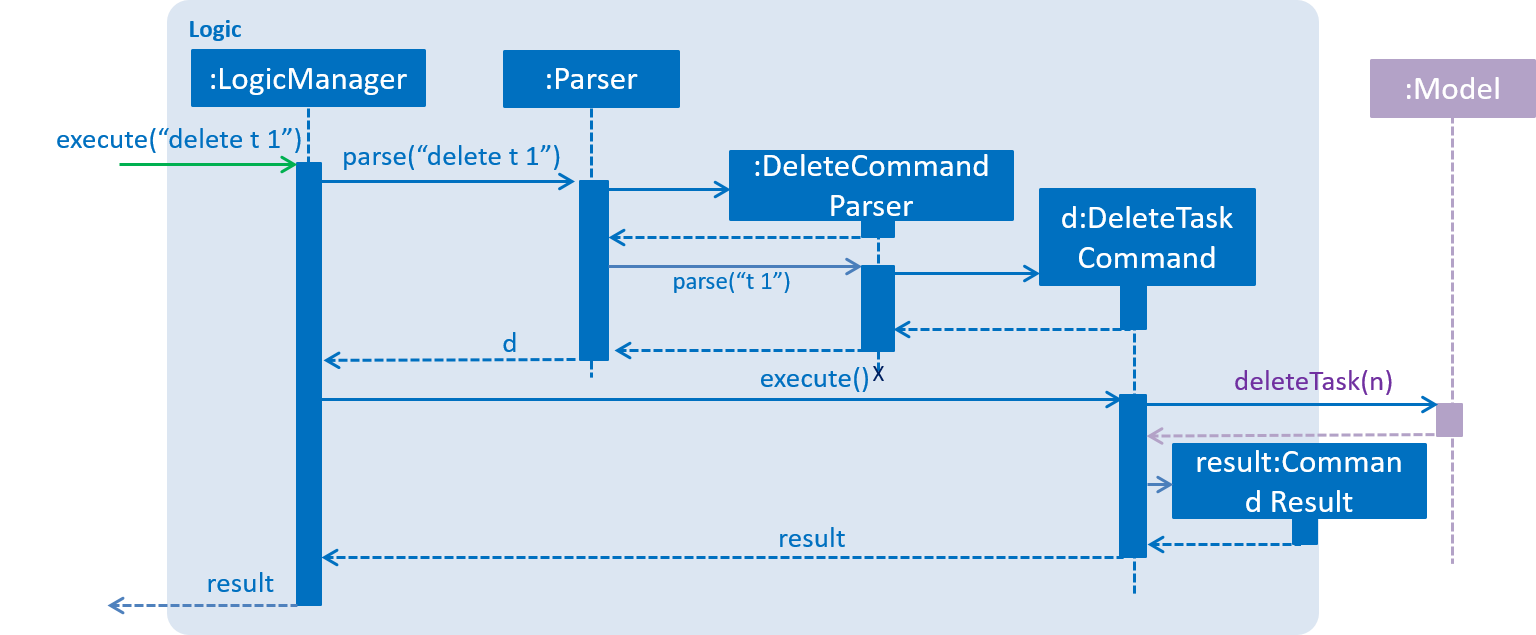 Logic
:LogicManager
:Parser
:Model
execute(“delete t 1”)
parse(“delete t 1”)
:DeleteCommand
Parser
d:DeleteTask
Command
parse(“t 1”)
d
execute()
X
deleteTask(n)
result:Comman
d Result
result
result